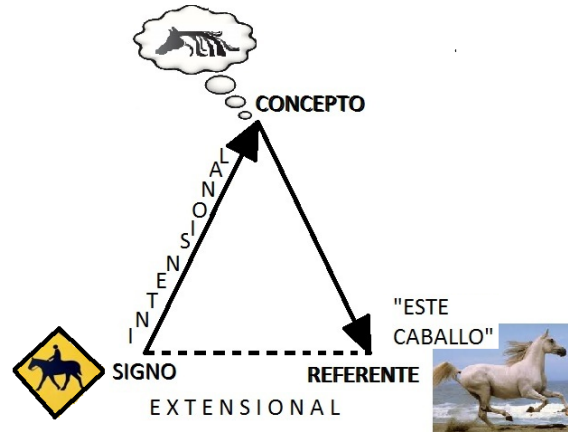 CONCEPTO
INTENSIONAL
"ESTE
CABALLO"
SIGNO
REFERENTE
EXTENSIONAL